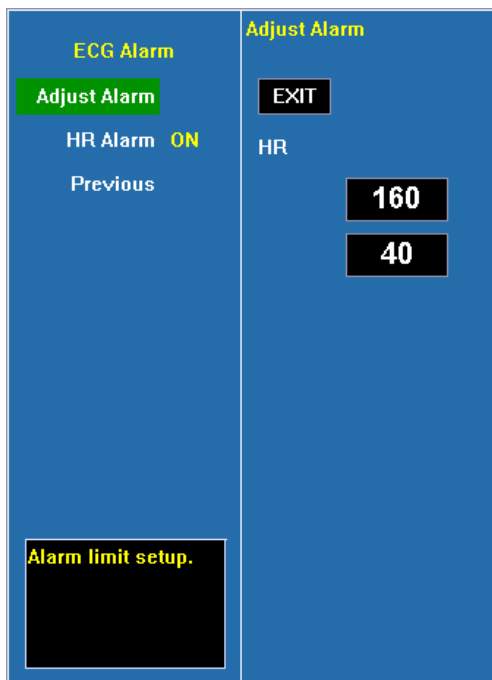 ECG Alarm
Adjust Alarm
HR Alarm ON
Previous
Alarm limit setup.
Adjust Alarm
EXIT
HR
160
40